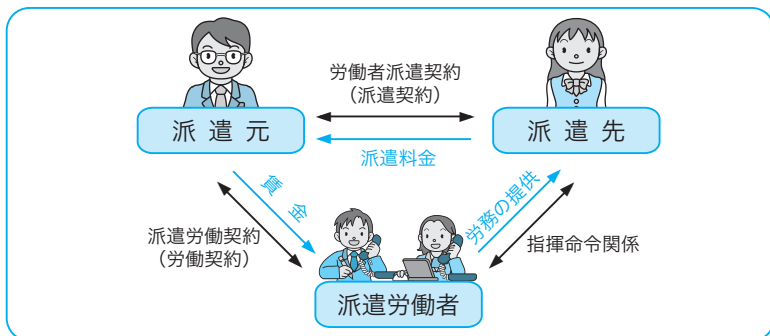 労働者派遣契約
（派遣契約）
派遣元
派遣先
派遣料金
賃金
労務の提供
派遣労働契約
（労働契約）
指揮命令関係
派遣労働者